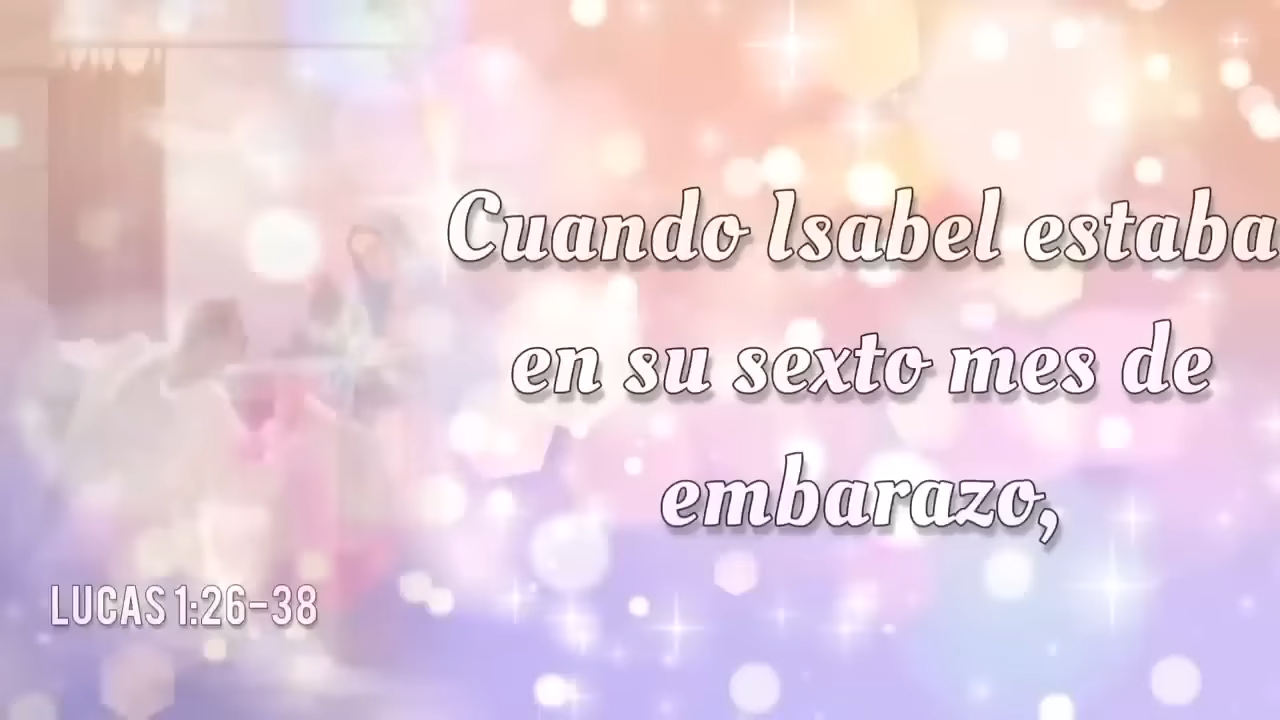 Cuando Isabel estaba
en su sexto mes de
embarazo,
LUCAS 1:26-38